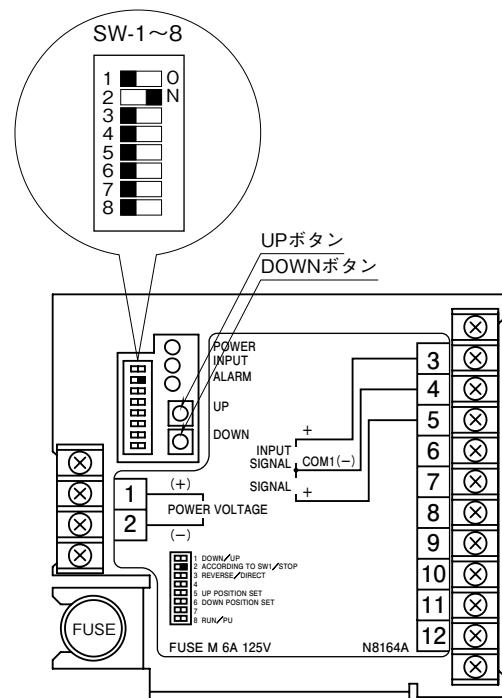 SW-1～8
1 O
2 N
3
4
5
6
7
8
UPボタン
DOWNボタン
POWER
INPUT
ALARM
UP
DOWN
1
2
(+)
POWER VOLTAGE
(−)
+
INPUT
SIGNAL COM1(−)
SIGNAL +
3
4
5
6
7
8
9
10
11
12
1 DOWN/UP
2 ACCORDING TO SW1/STOP
3 REVERSE/DIRECT
4
5 UP POSITION SET
6 DOWN POSITION SET
7
8 RUN/PU
FUSE
FUSE M 6A 125V
N8164A